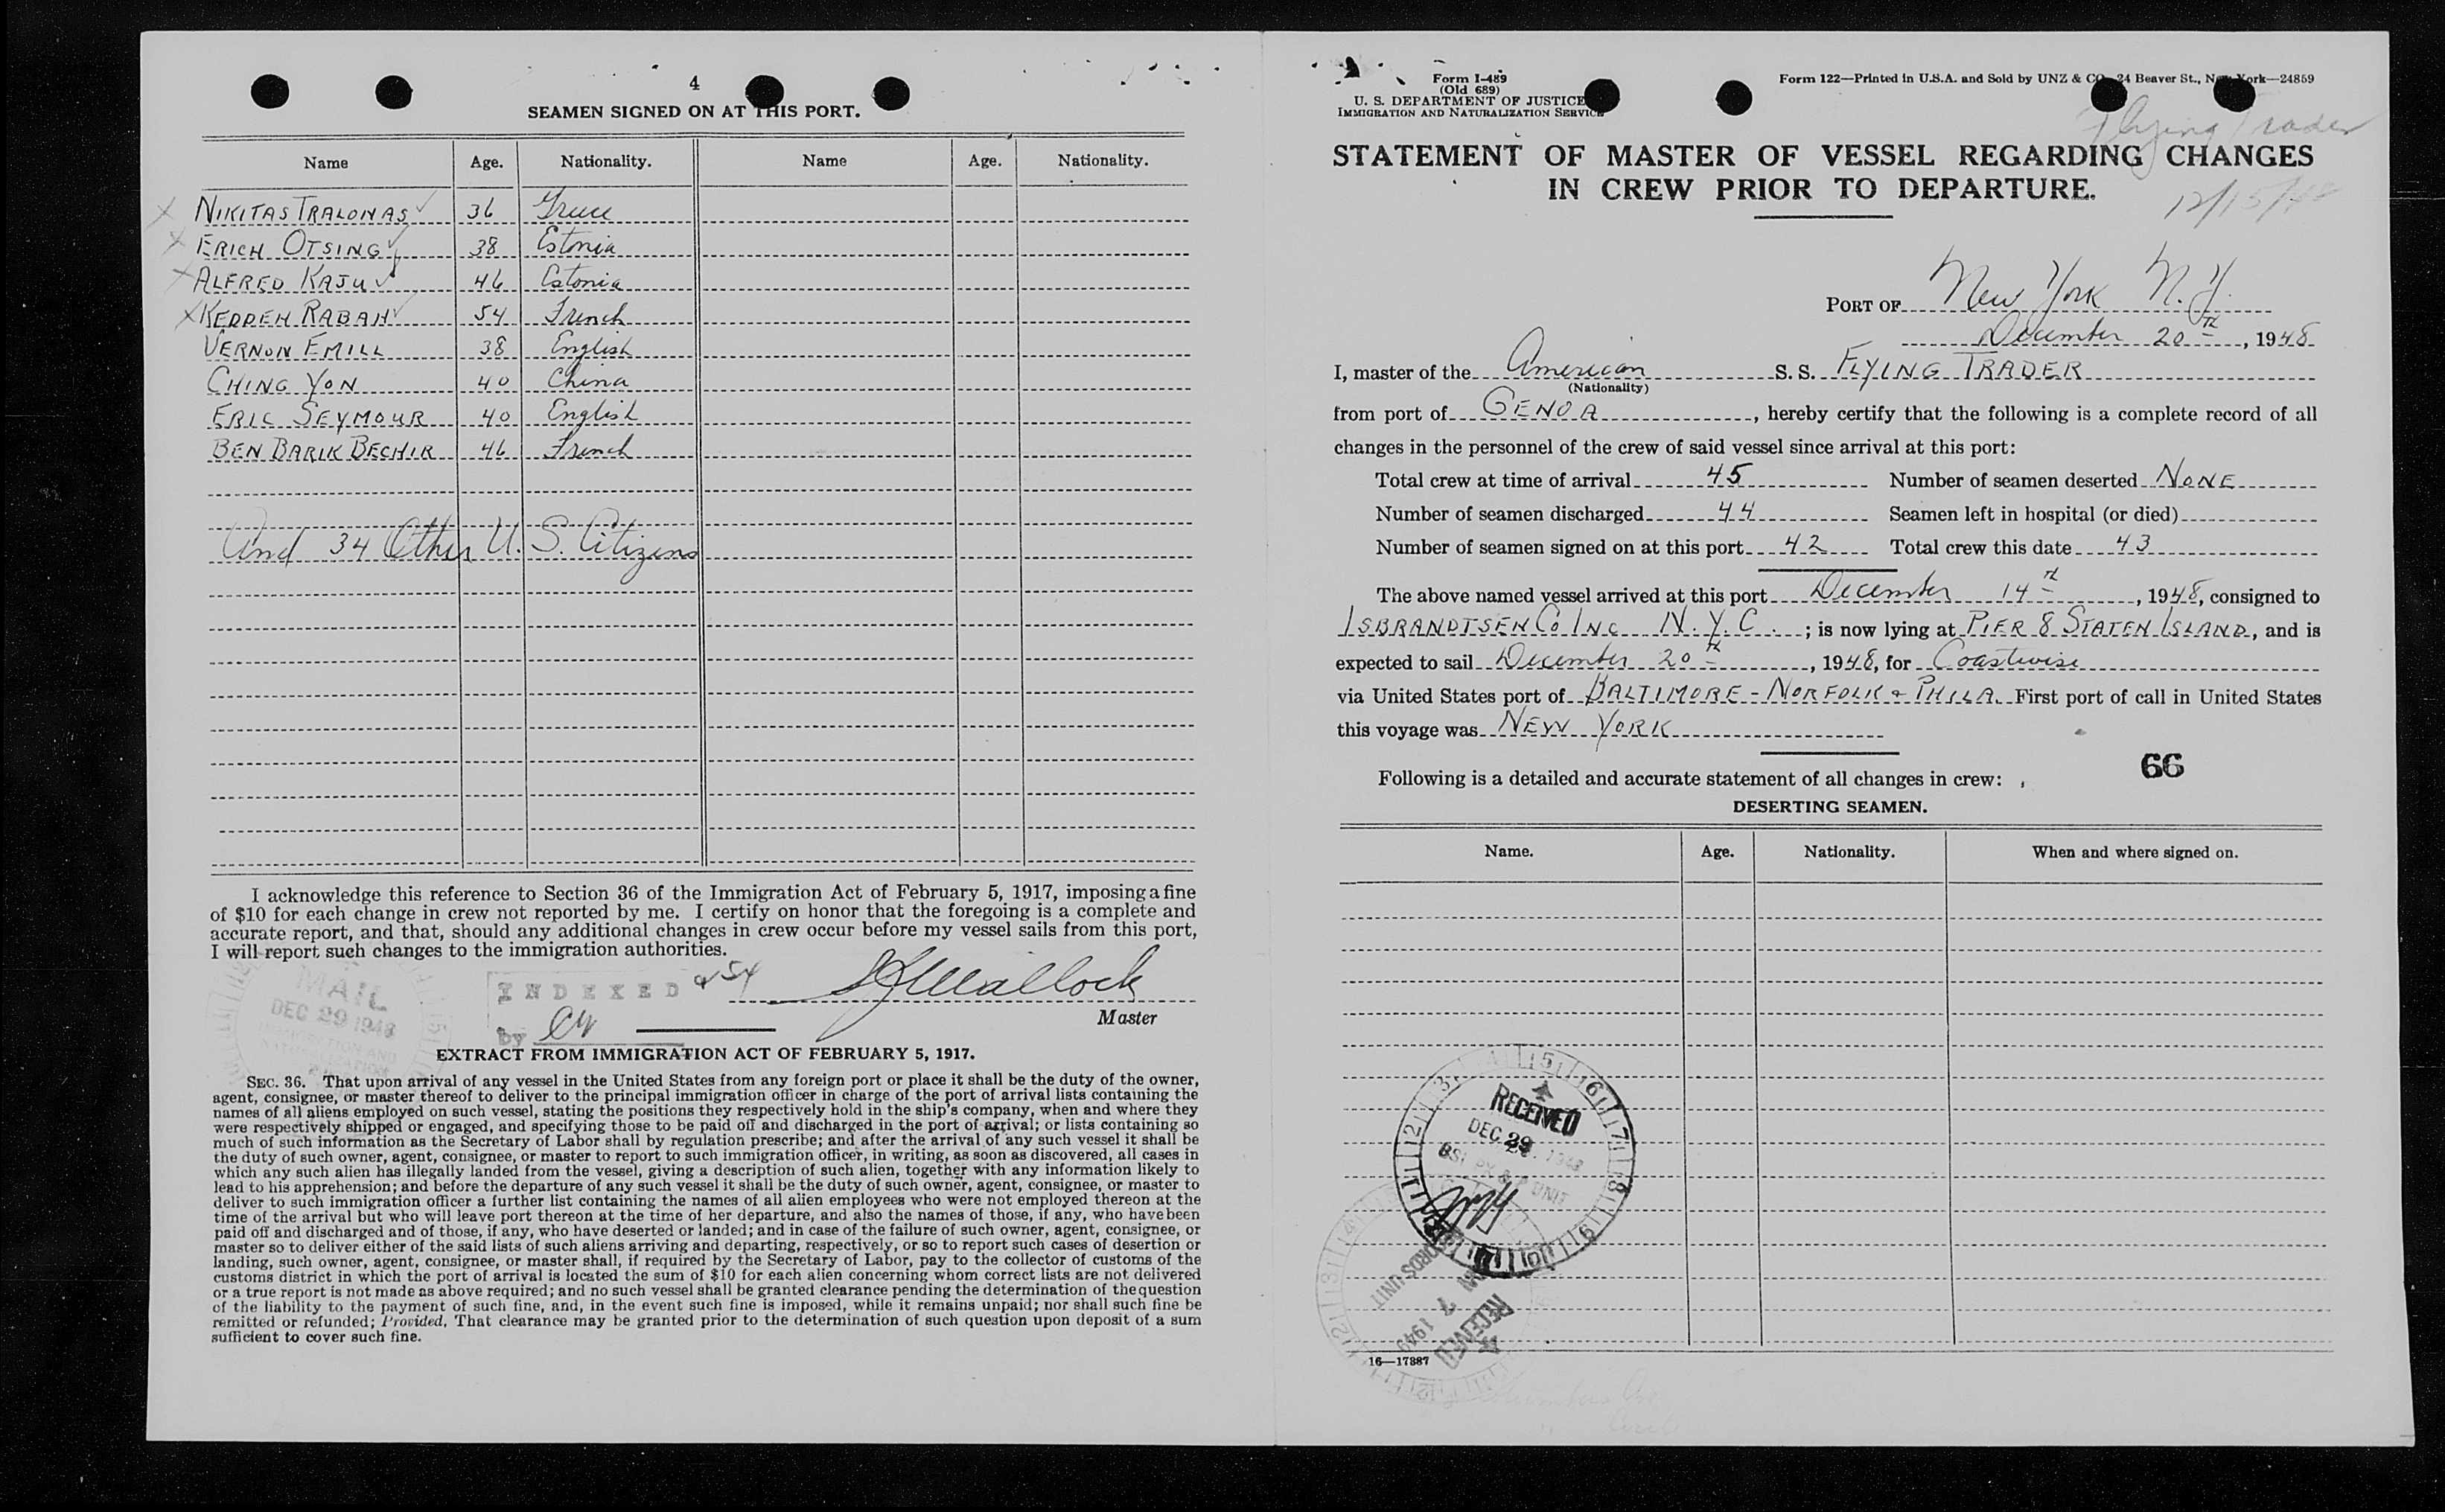 4
SEAMEN SIGNED ON AT THIS PORT.
Name Age. Nationality. Name Age. Nationality.
NIKITAS TRALONAS 36 Greece
ERICH OTSING 38 Estonia
ALFRED KAJU 46 Estonia
KEDDEH RABAH 54 French
VERNON EMILL 38 English
CHING YON 40 China
ERIC SEYMOUR 40 English
BEN BARIK BECHIR 46 French
And 34 Other U.S. Citizens
I acknowledge this reference to Section 36 of the Immigration Act of February 5, 1917, imposing a fine
of $10 for each change in crew not reported by me. I certify on honor that the foregoing is a complete and
accurate report, and that, should any additional changes in crew occur before my vessel sails from this port,
I will report such changes to the immigration authorities.
MAIL
DEC 29 1948
INDEXED
by
Master
EXTRACT FROM IMMIGRATION ACT OF FEBRUARY 5, 1917.
SEC. 36. That upon arrival of any vessel in the United States from any foreign port or place it shall be the duty of the owner,
agent, consignee, or master thereof to deliver to the principal immigration officer in charge of the port of arrival lists containing the
names of all aliens employed on such vessel, stating the positions they respectively hold in the ship's company, when and where they
were respectively shipped or engaged, and specifying those to be paid off and discharged in the port of arrival; or lists containing so
much of such information as the Secretary of Labor shall by regulation prescribe; and after the arrival of any such vessel it shall be
the duty of such owner, agent, consignee, or master to report to such immigration officer, in writing, as soon as discovered, all cases in
which any such alien has illegally landed from the vessel, giving a description of such alien, together with any information likely to
lead to his apprehension; and before the departure of any such vessel it shall be the duty of such owner, agent, consignee, or master to
deliver to such immigration officer a further list containing the names of all alien employees who were not employed thereon at the
time of the arrival but who will leave port thereon at the time of her departure, and also the names of those, if any, who have been
paid off and discharged and of those, if any, who have deserted or landed; and in case of the failure of such owner, agent, consignee, or
master so to deliver either of the said lists of such aliens arriving and departing, respectively, or so to report such cases of desertion or
landing, such owner, agent, consignee, or master shall, if required by the Secretary of Labor, pay to the collector of customs of the
customs district in which the port of arrival is located the sum of $10 for each alien concerning whom correct lists are not delivered
or a true report is not made as above required; and no such vessel shall be granted clearance pending the determination of the question
of the liability to the payment of such fine, and, in the event such fine is imposed, while it remains unpaid; nor shall such fine be
remitted or refunded; Provided, That clearance may be granted prior to the determination of such question upon deposit of a sum
sufficient to cover such fine.
Form I-489
(Old 689)
U. S. DEPARTMENT OF JUSTICE
IMMIGRATION AND NATURALIZATION SERVICE
Form 122—Printed in U.S.A. and Sold by UNZ & CO. 24 Beaver St., New York—24859
Flying Trader
STATEMENT OF MASTER OF VESSEL REGARDING CHANGES
IN CREW PRIOR TO DEPARTURE.
12/15/48
PORT OF New York N.Y.
December 20th, 1948
I, master of the American S. S. FLYING TRADER
(Nationality)
from port of GENOA, hereby certify that the following is a complete record of all
changes in the personnel of the crew of said vessel since arrival at this port:
Total crew at time of arrival 45 Number of seamen deserted NONE
Number of seamen discharged 44 Seamen left in hospital (or died)
Number of seamen signed on at this port 42 Total crew this date 43
The above named vessel arrived at this port December 14th, 1948, consigned to
ISBRANDTSEN Co INC N.Y.C.; is now lying at PIER 8 STATEN ISLAND, and is
expected to sail December 20th, 1948, for Coastwise
via United States port of BALTIMORE - NORFOLK & PHILA. First port of call in United States
this voyage was NEW YORK
66
Following is a detailed and accurate statement of all changes in crew:
DESERTING SEAMEN.
Name. Age. Nationality. When and where signed on.
RECEIVED
DEC 29 1948
RECEIVED
JAN 7 1949
16—17387